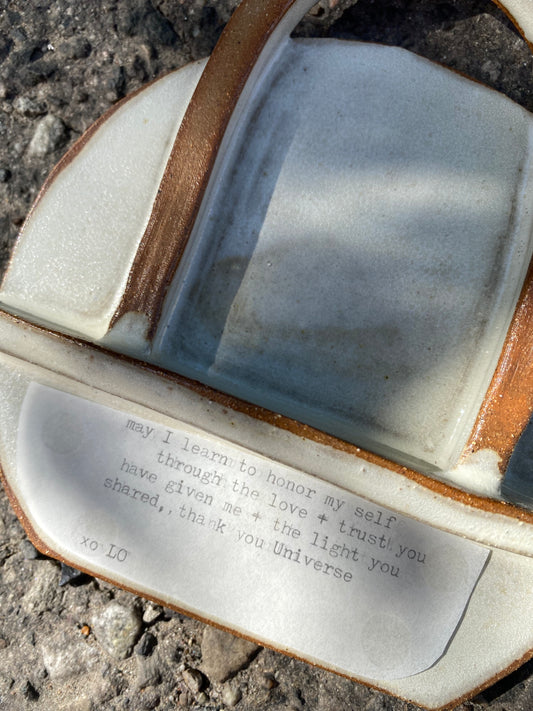 may I learn to honor my self
through the love + trust you
have given me + the light you
shared,, thank you Universe
xo LO